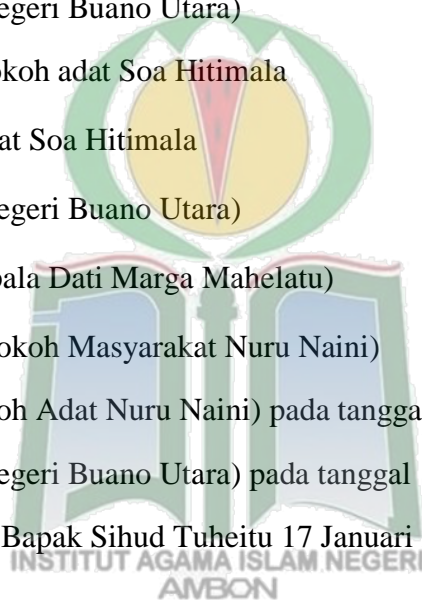 egeri Buano Utara)
okoh adat Soa Hitimala
at Soa Hitimala
egeri Buano Utara)
pala Dati Marga Mahelatu)
okoh Masyarakat Nuru Naini)
oh Adat Nuru Naini) pada tangga
egeri Buano Utara) pada tanggal
Bapak Sihud Tuheitu 17 Januari
INSTITUT AGAMA ISLAM NEGERI
AMBON